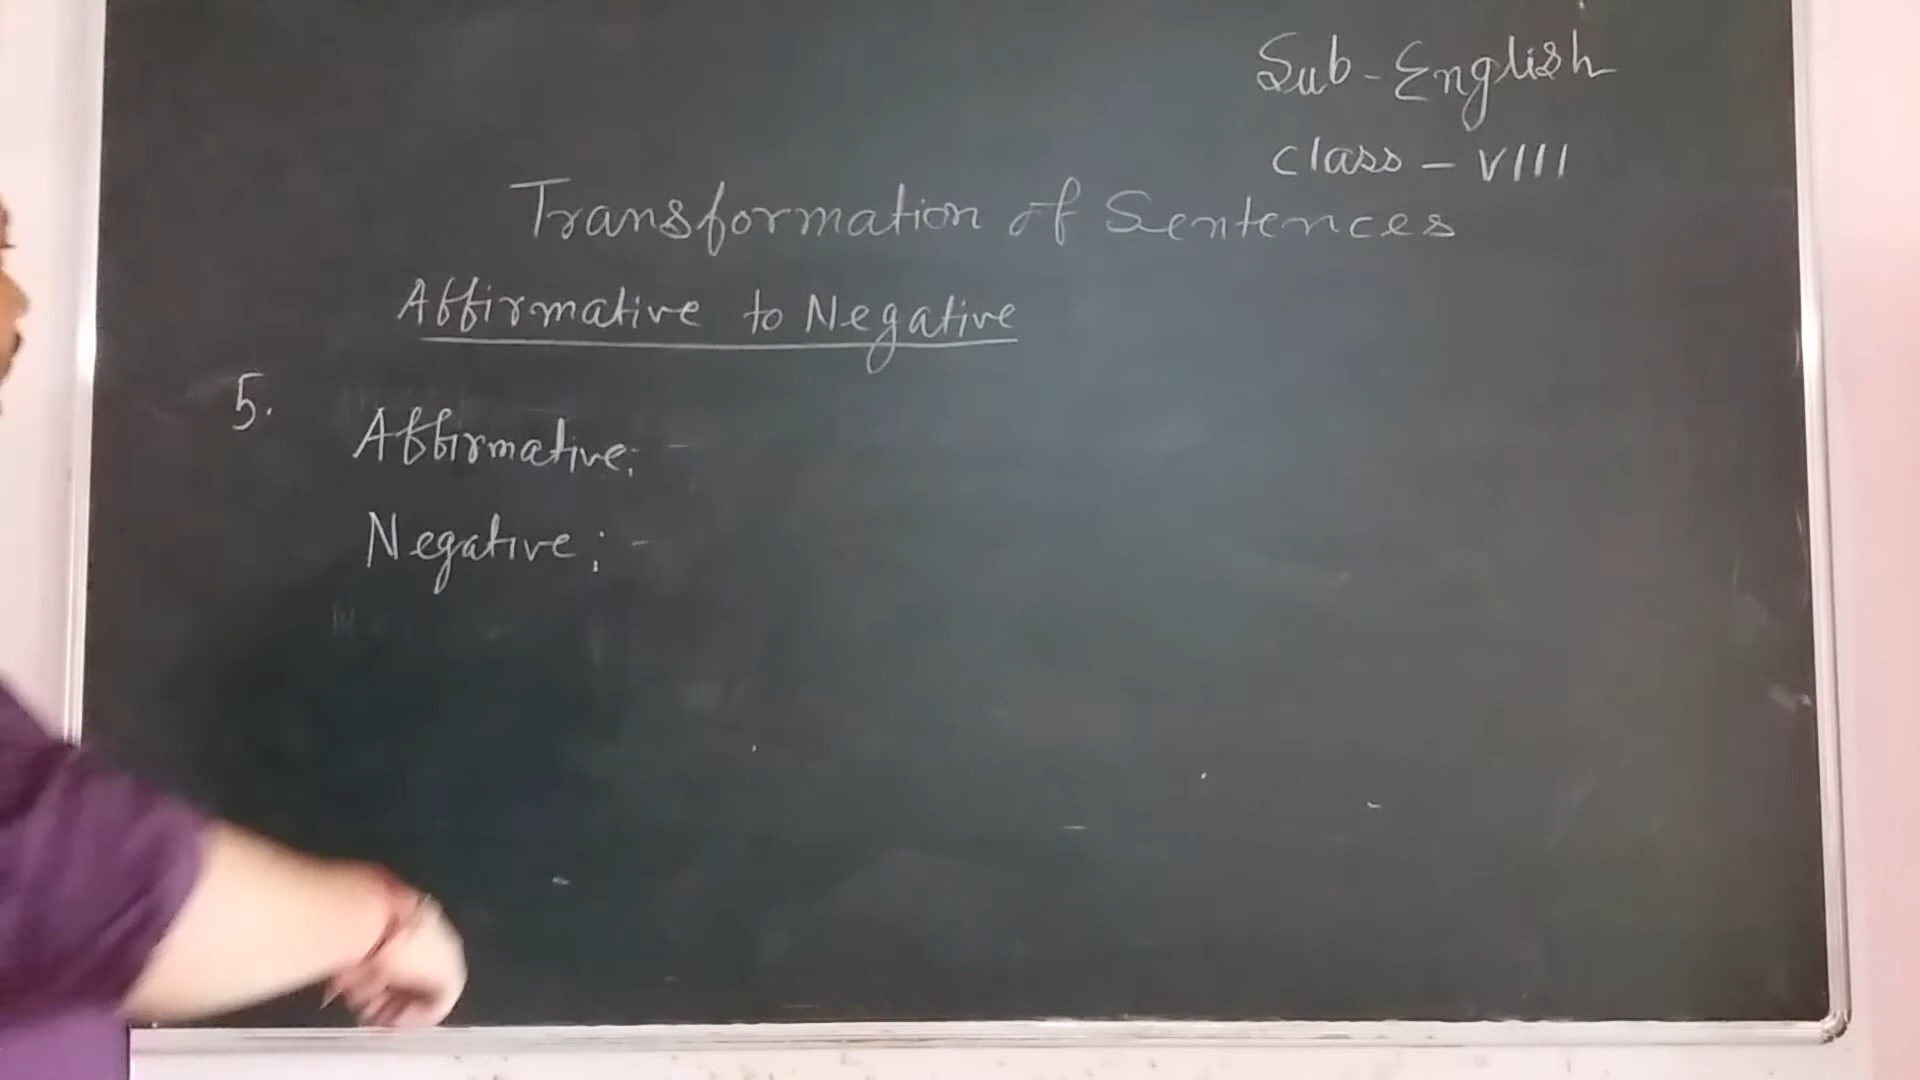 Sub - English
Class - VIII
Transformation of Sentences
Affirmative to Negative
5.
Affirmative: -
Negative: -